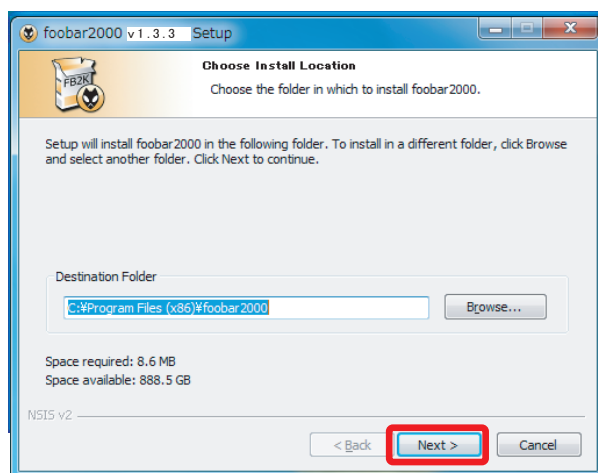 foobar2000 v1.3.3 Setup
FB2K
Choose Install Location
Choose the folder in which to install foobar2000.
Setup will install foobar2000 in the following folder. To install in a different folder, click Browse
and select another folder. Click Next to continue.
Destination Folder
C:¥Program Files (x86)¥foobar2000
Browse...
Space required: 8.6 MB
Space available: 888.5 GB
NSIS v2
< Back
Next >
Cancel